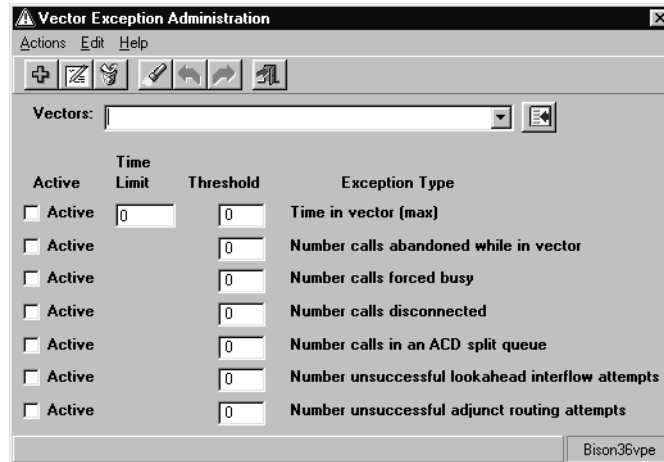 Vector Exception Administration
Actions Edit Help
Vectors:
Time
Active Limit Threshold Exception Type
Active 0 0 Time in vector (max)
Active 0 Number calls abandoned while in vector
Active 0 Number calls forced busy
Active 0 Number calls disconnected
Active 0 Number calls in an ACD split queue
Active 0 Number unsuccessful lookahead interflow attempts
Active 0 Number unsuccessful adjunct routing attempts
Bison36vpe